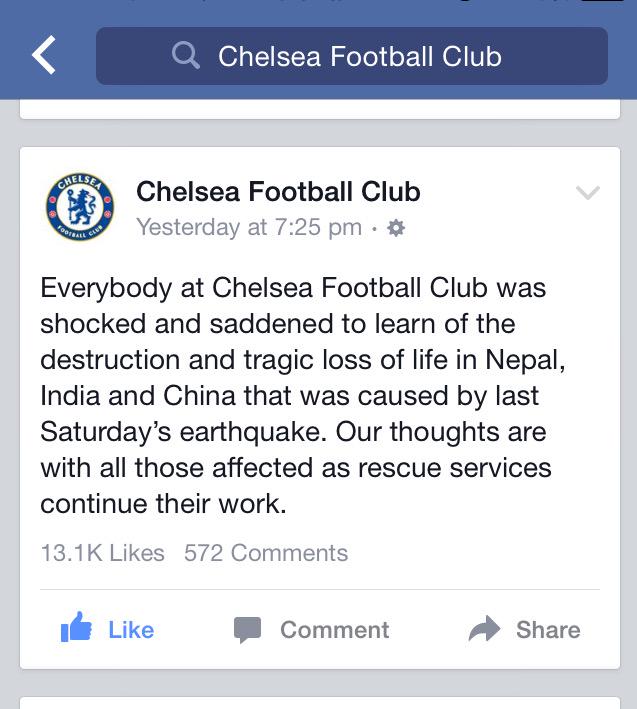 Chelsea Football Club
CHELSEA
FOOTBALL CLUB
Chelsea Football Club
Yesterday at 7:25 pm ·
Everybody at Chelsea Football Club was
shocked and saddened to learn of the
destruction and tragic loss of life in Nepal,
India and China that was caused by last
Saturday’s earthquake. Our thoughts are
with all those affected as rescue services
continue their work.
13.1K Likes 572 Comments
Like Comment Share